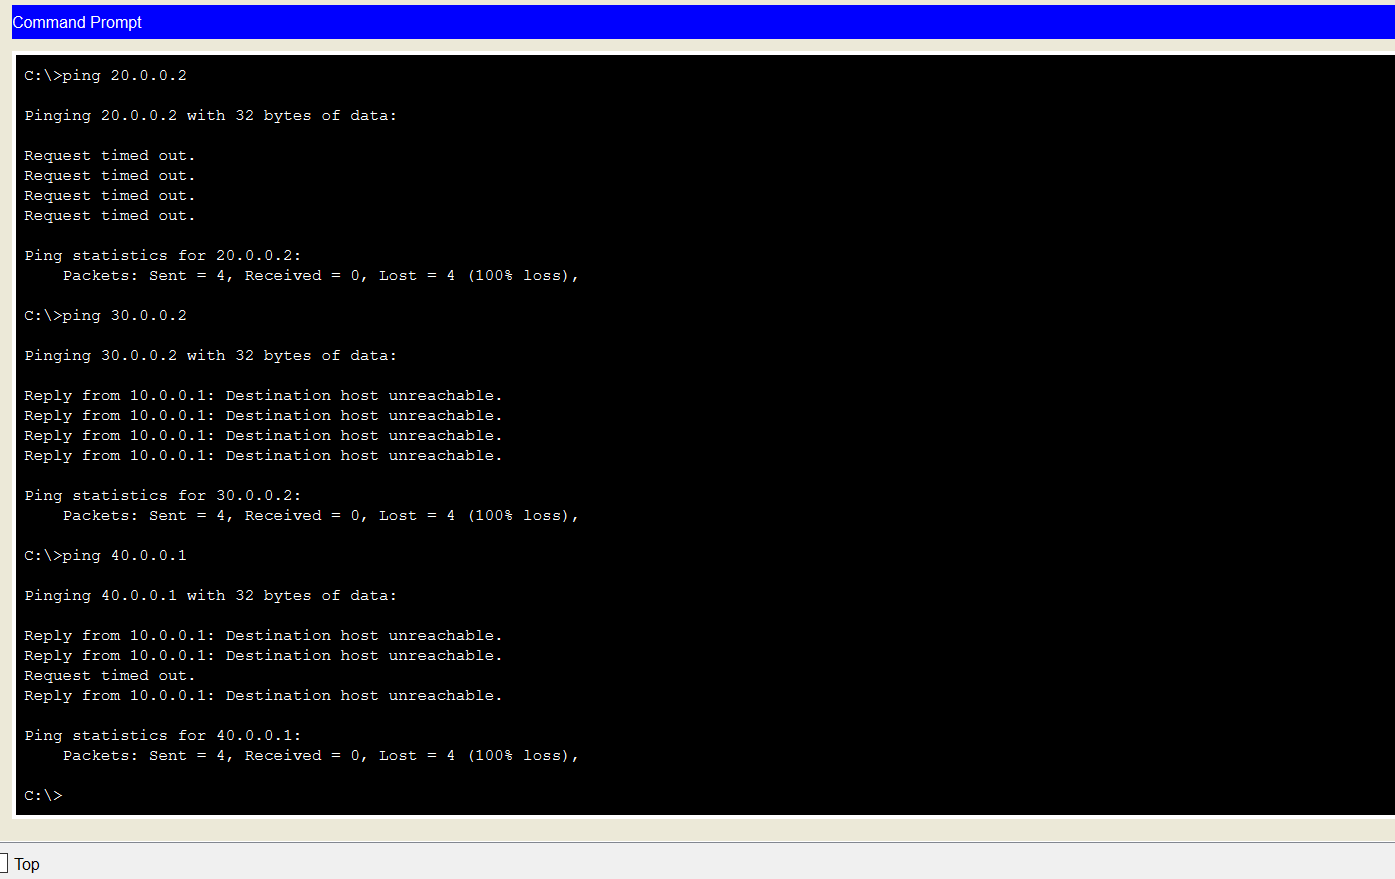 Command Prompt
C:\>ping 20.0.0.2
Pinging 20.0.0.2 with 32 bytes of data:
Request timed out.
Request timed out.
Request timed out.
Request timed out.
Ping statistics for 20.0.0.2:
Packets: Sent = 4, Received = 0, Lost = 4 (100% loss),
C:\>ping 30.0.0.2
Pinging 30.0.0.2 with 32 bytes of data:
Reply from 10.0.0.1: Destination host unreachable.
Reply from 10.0.0.1: Destination host unreachable.
Reply from 10.0.0.1: Destination host unreachable.
Reply from 10.0.0.1: Destination host unreachable.
Ping statistics for 30.0.0.2:
Packets: Sent = 4, Received = 0, Lost = 4 (100% loss),
C:\>ping 40.0.0.1
Pinging 40.0.0.1 with 32 bytes of data:
Reply from 10.0.0.1: Destination host unreachable.
Reply from 10.0.0.1: Destination host unreachable.
Request timed out.
Reply from 10.0.0.1: Destination host unreachable.
Ping statistics for 40.0.0.1:
Packets: Sent = 4, Received = 0, Lost = 4 (100% loss),
C:\>
Top